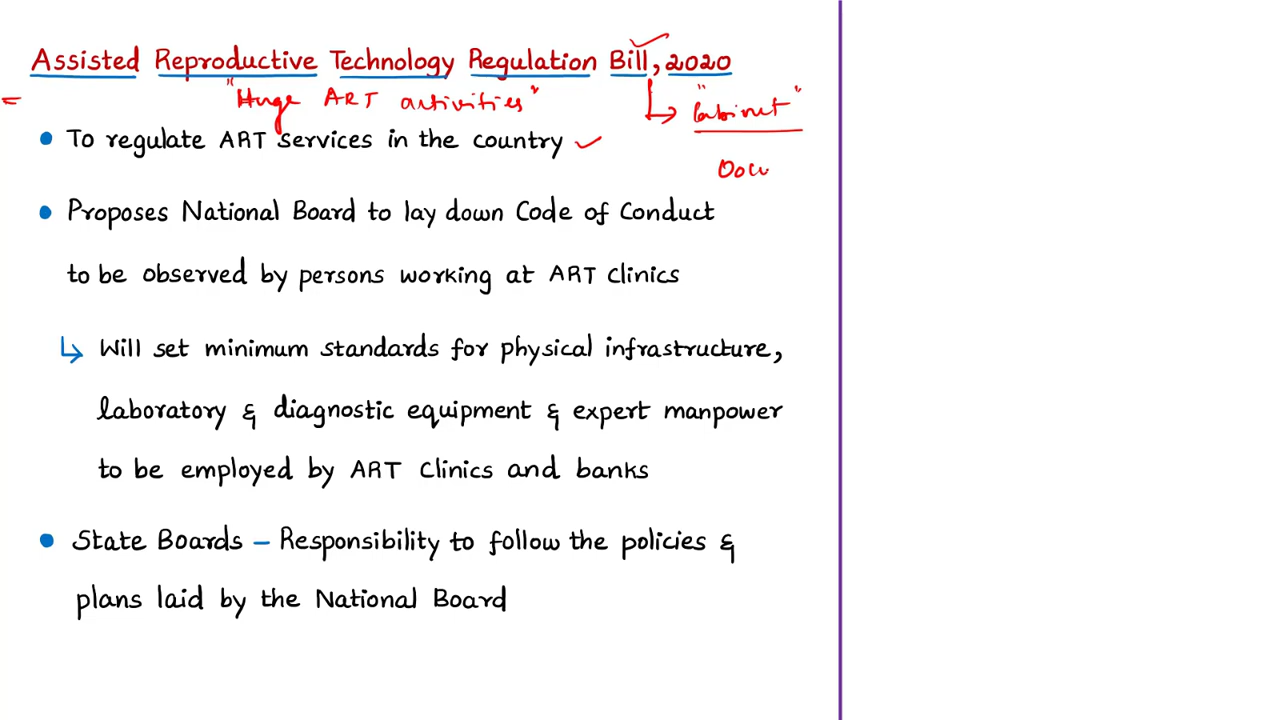 Assisted Reproductive Technology Regulation Bill, 2020
"Huge ART activities"
"Cabinet"
• To regulate ART services in the country
• Proposes National Board to lay down Code of Conduct
to be observed by persons working at ART clinics
↳ Will set minimum standards for physical infrastructure,
laboratory & diagnostic equipment & expert manpower
to be employed by ART clinics and banks
• State Boards – Responsibility to follow the policies &
plans laid by the National Board